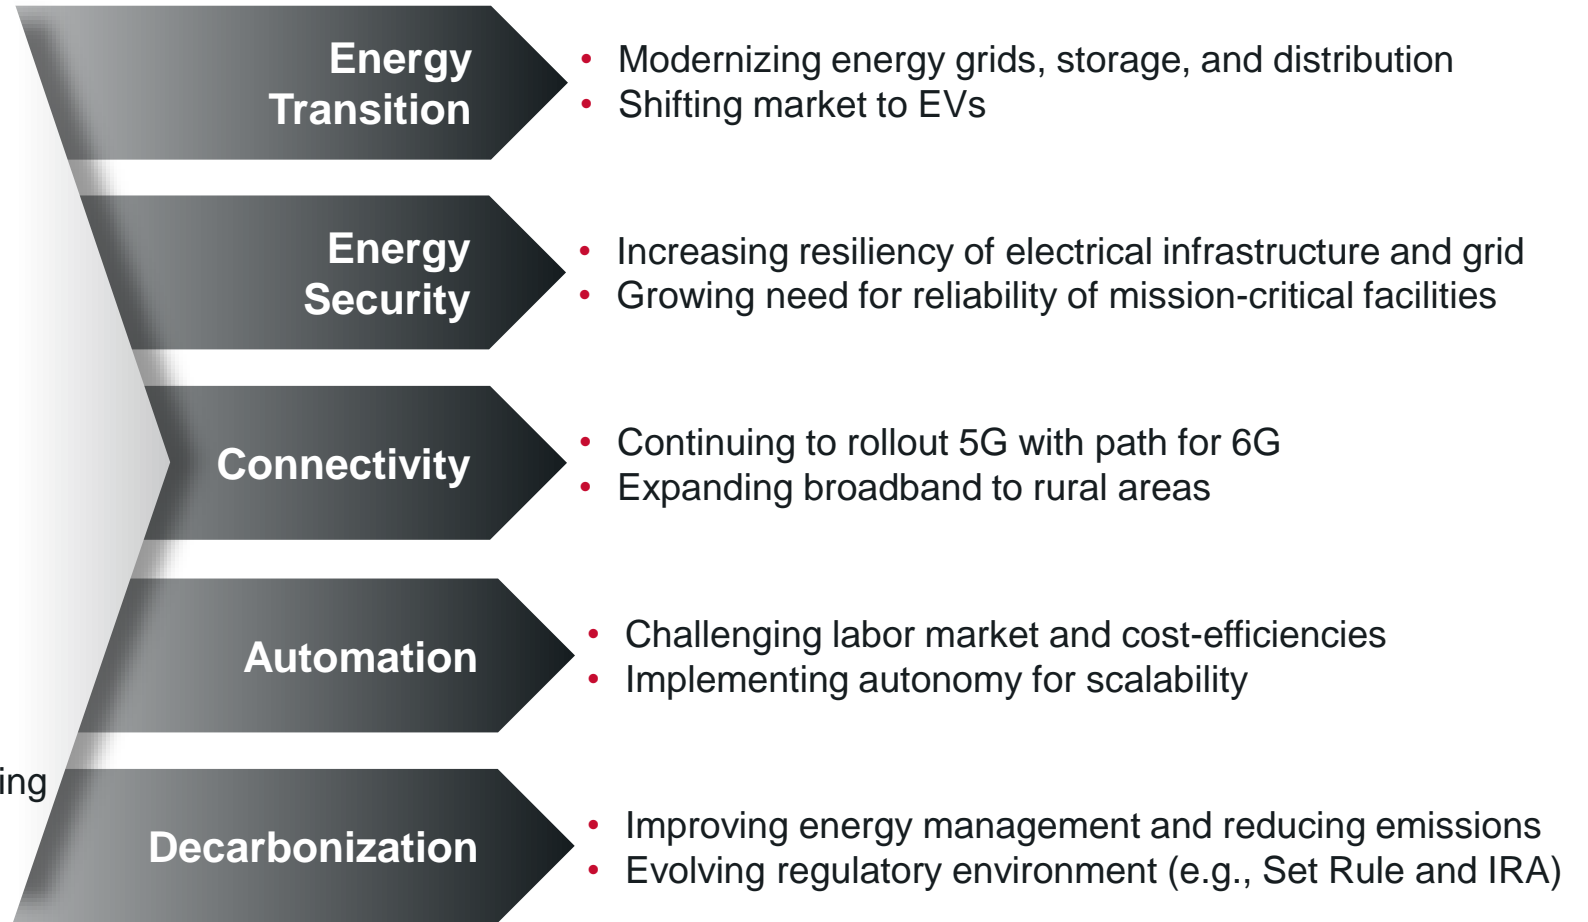 Energy
Transition
• Modernizing energy grids, storage, and distribution
• Shifting market to EVs
Energy
Security
• Increasing resiliency of electrical infrastructure and grid
• Growing need for reliability of mission-critical facilities
Connectivity
• Continuing to rollout 5G with path for 6G
• Expanding broadband to rural areas
Automation
• Challenging labor market and cost-efficiencies
• Implementing autonomy for scalability
ing
Decarbonization
• Improving energy management and reducing emissions
• Evolving regulatory environment (e.g., Set Rule and IRA)